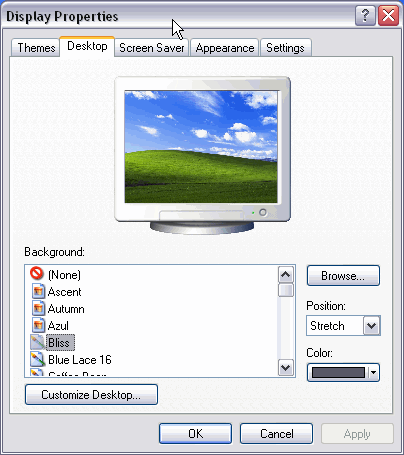 Display Properties
Themes Desktop Screen Saver Appearance Settings
Background:
(None)
Ascent
Autumn
Azul
Bliss
Blue Lace 16
Browse...
Position:
Stretch
Color:
Customize Desktop...
OK Cancel Apply